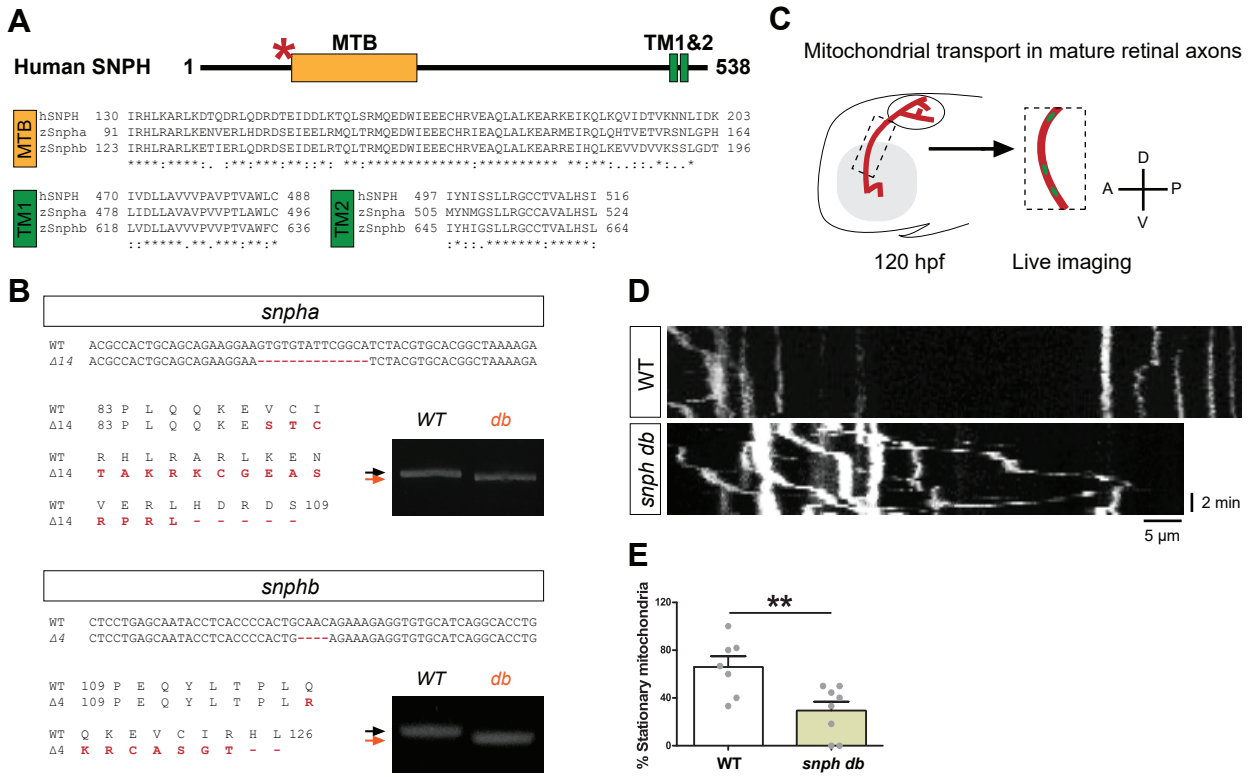 A
Human SNPH 1 MTB TM1&2 538
*
MTB
hSNPH 130 IRHLKARLKDTQDRLQDRDTEIDDLKTQLSRMQEDWIEEECHRVEAQLALKEARKEIKQLKQVIDTVKNNLIDK 203
zSnpha 91 IRHLRARLKENVERLHDRDSEIEELRMQLTRMQEDWIEEECHRIEAQLALKEARKEIRQLQHTVETVRSNLGPH 164
zSnphb 123 IRHLRARLKETIERLQDRDSEIDELRTQLTRMQEDWIEEECHRVEAQLALKEARREIHQLKEVVDVVKSSLGDT 196
TM1
hSNPH 470 IVDLLAVVVPAVPTVAWLC 488
zSnpha 478 LIDLLAVAVPVVPTLAWLC 496
zSnphb 618 LVDLLAVVVPVVPTVAWFC 636
::*****.**.***:**:*
TM2
hSNPH 497 IYNISSLLRGCCTVALHSI 516
zSnpha 505 MYNMGSLLRGCCAVALHSL 524
zSnphb 645 IYHIGSLLRGCCTVALHSL 664
B
snpha
WT ACGCCACTGCAGCAGAAGGAAGTGTGTATTCGGCATCTACGTGCACGGCTAAAAGA
Δ14 ACGCCACTGCAGCAGAAGGAA--------------TCTACGTGCACGGCTAAAAGA
WT 83 P L Q Q K E V C I
Δ14 83 P L Q Q K E S T C
WT R H L R A R L K E N
Δ14 T A K R K C G E A S
WT V E R L H D R D S 109
Δ14 R P R L - - - - -
WT db
snphb
WT CTCCTGAGCAATACCTCACCCCACTGCAACAGAAAGAGGTGTGCATCAGGCACCTG
Δ4 CTCCTGAGCAATACCTCACCCCACTG----AGAAAGAGGTGTGCATCAGGCACCTG
WT 109 P E Q Y L T P L Q
Δ4 109 P E Q Y L T P L R
WT Q K E V C I R H L 126
Δ4 K R C A S G T - -
WT db
C
Mitochondrial transport in mature retinal axons
D
A P
V
120 hpf Live imaging
D
WT
snph db
2 min
5 µm
E
% Stationary mitochondria
120
80
40
0
**
WT snph db